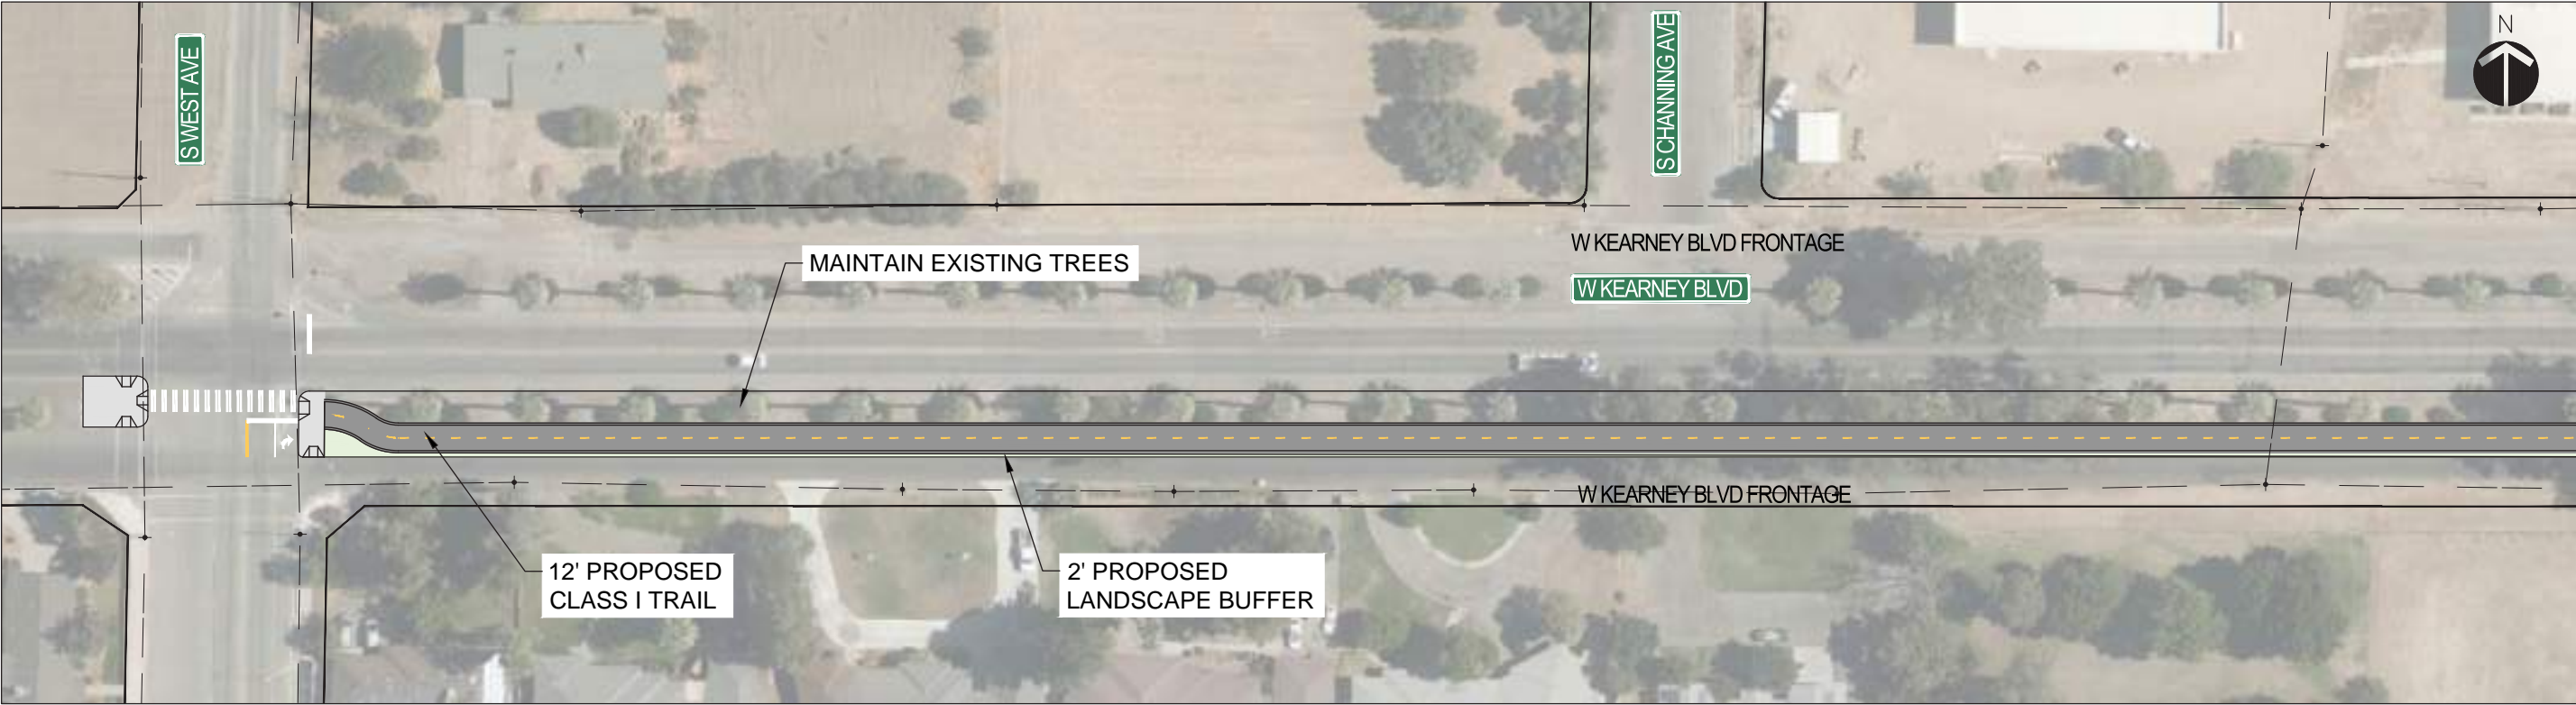 N
S WEST AVE
S CHANNING AVE
W KEARNEY BLVD FRONTAGE
MAINTAIN EXISTING TREES
W KEARNEY BLVD
W KEARNEY BLVD FRONTAGE
12' PROPOSED
CLASS I TRAIL
2' PROPOSED
LANDSCAPE BUFFER